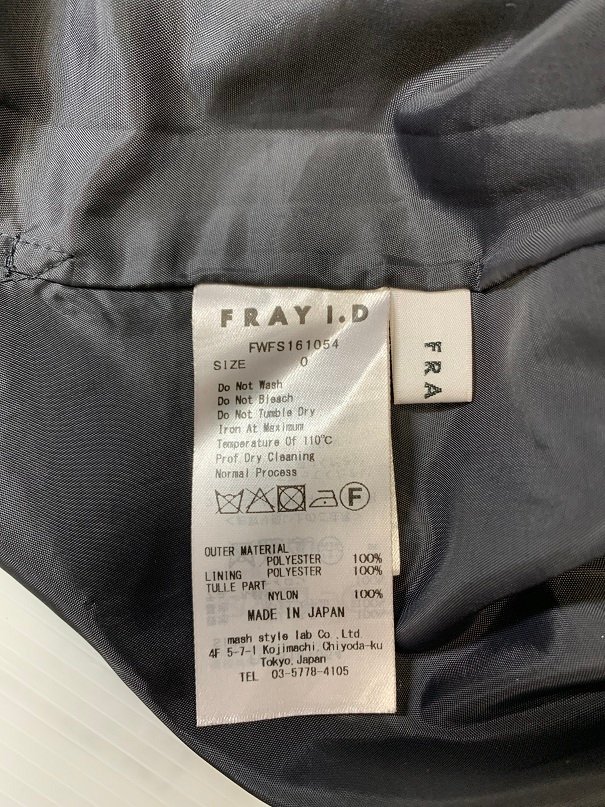 FRAY I.D
FWFS161054
SIZE 0
Do Not Wash
Do Not Bleach
Do Not Tumble Dry
Iron At Maximum
Temperature Of 110℃
Prof Dry Cleaning
Normal Process
F
OUTER MATERIAL
POLYESTER 100%
LINING POLYESTER 100%
TULLE PART
NYLON 100%
MADE IN JAPAN
mash style lab Co.,Ltd.
4F 5-7-1 Kojimachi,Chiyoda-ku
Tokyo,Japan
TEL 03-5778-4105
FRA